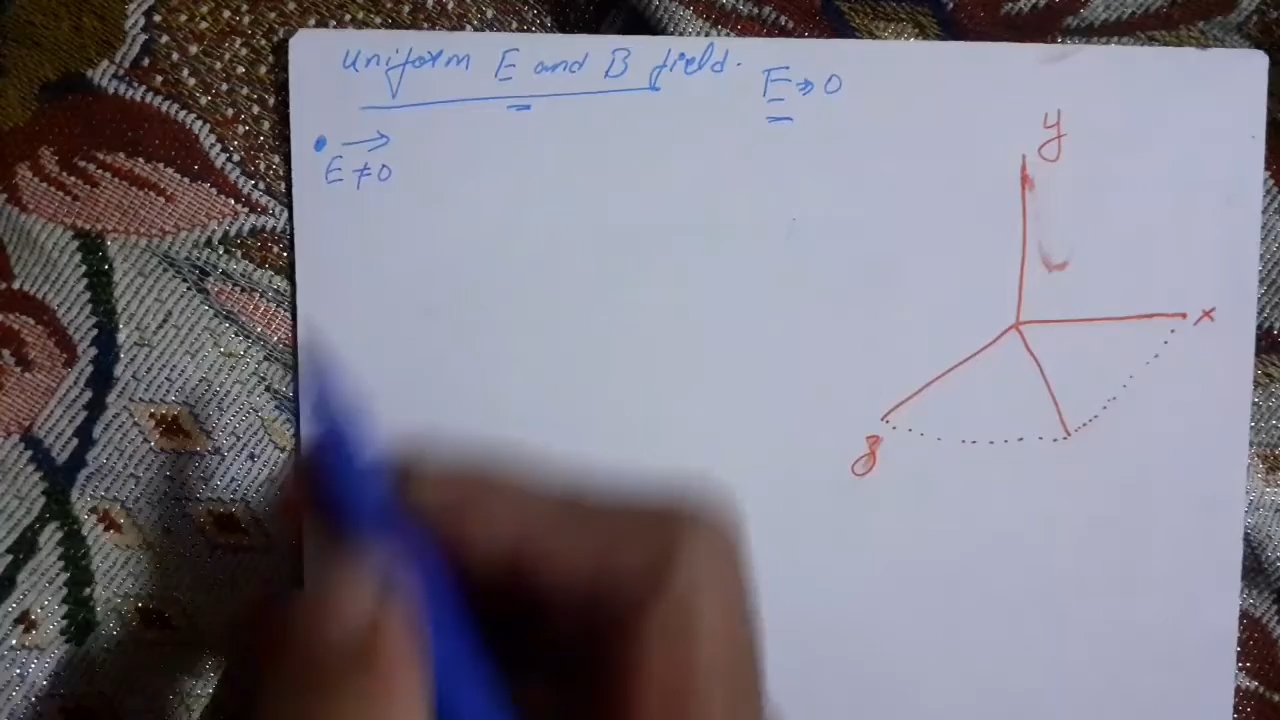 uniform E and B field.
E → 0
E ≠ 0
y
x
z